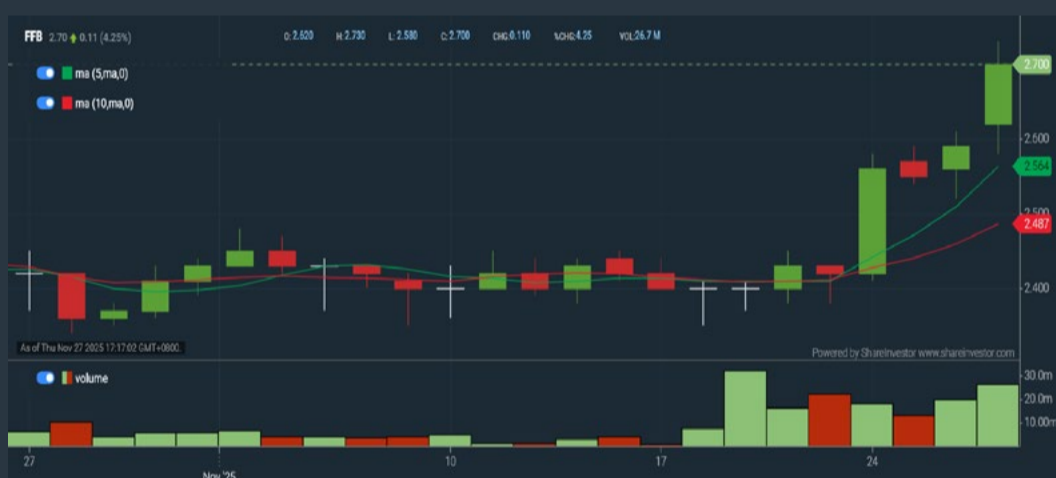 FFB 2.70 0.11 (4.25%) O: 2.620 H: 2.730 L: 2.580 C: 2.700 CHG:0.110 %CHG:4.25 VOL:26.7 M
2.700
ma (5,ma,0)
ma (10,ma,0)
2.600
2.564
2.500
2.487
2.400
As of Thu Nov 27 2025 17:17:02 GMT+0800.
Powered by ShareInvestor www.shareinvestor.com
volume
30.0m
20.0m
10.00m
27 10 17 24
Nov '25